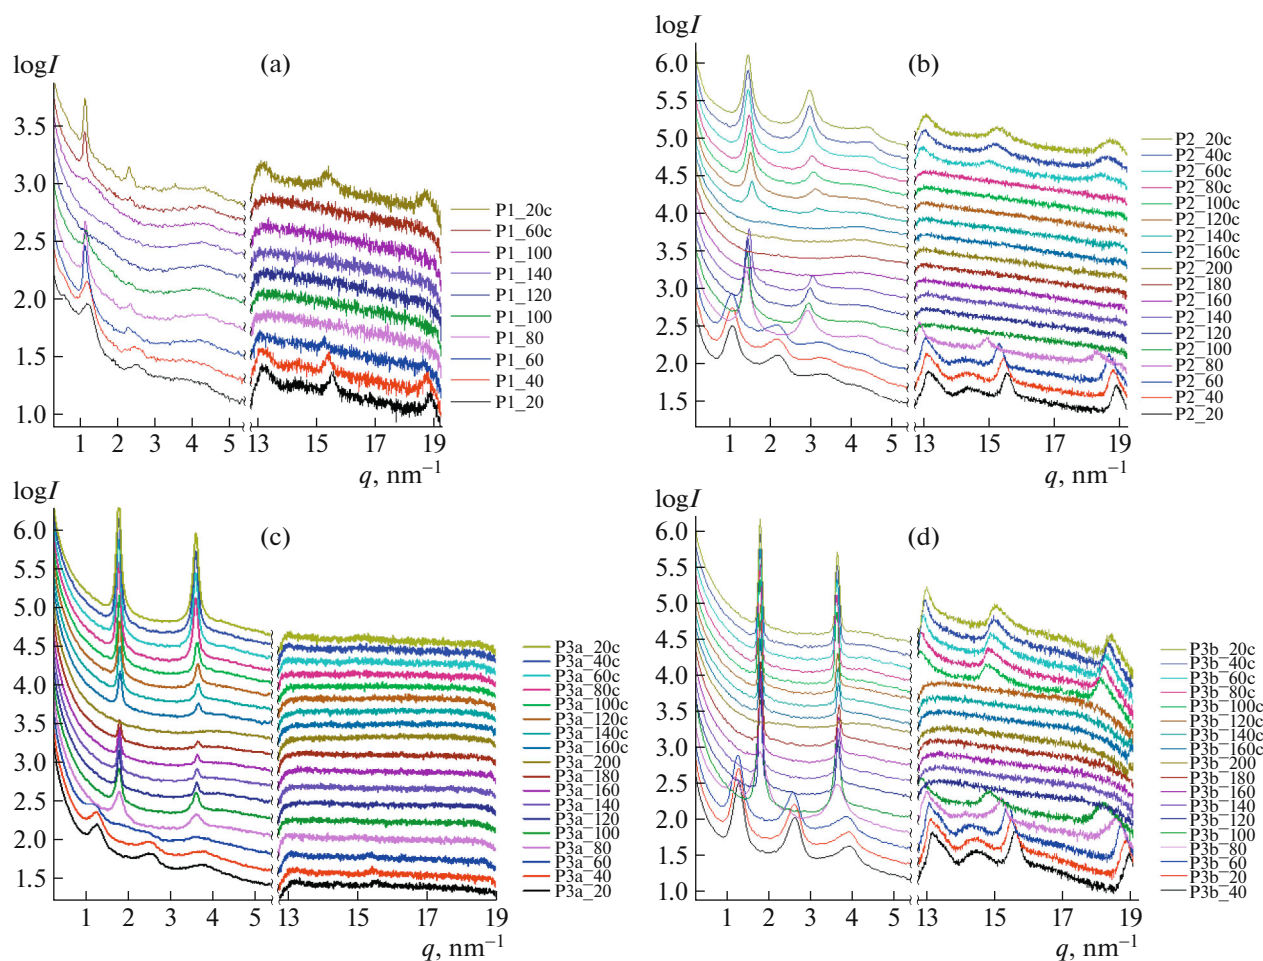 logI
(a)
3.5
3.0
2.5
2.0
1.5
1.0
1 2 3 4 5 13 15 17 19
q, nm−1
P1_20c
P1_60c
P1_100
P1_140
P1_120
P1_100
P1_80
P1_60
P1_40
P1_20
logI
(b)
6.0
5.5
5.0
4.5
4.0
3.5
3.0
2.5
2.0
1.5
1 2 3 4 5 13 15 17 19
q, nm−1
P2_20c
P2_40c
P2_60c
P2_80c
P2_100c
P2_120c
P2_140c
P2_160c
P2_200
P2_180
P2_160
P2_140
P2_120
P2_100
P2_80
P2_60
P2_40
P2_20
logI
(c)
6.0
5.5
5.0
4.5
4.0
3.5
3.0
2.5
2.0
1.5
1 2 3 4 5 13 15 17 19
q, nm−1
P3a_20c
P3a_40c
P3a_60c
P3a_80c
P3a_100c
P3a_120c
P3a_140c
P3a_160c
P3a_200
P3a_180
P3a_160
P3a_140
P3a_120
P3a_100
P3a_80
P3a_60
P3a_40
P3a_20
logI
(d)
6.0
5.5
5.0
4.5
4.0
3.5
3.0
2.5
2.0
1.5
1.0
1 2 3 4 5 13 15 17 19
q, nm−1
P3b_20c
P3b_40c
P3b_60c
P3b_80c
P3b_100c
P3b_120c
P3b_140c
P3b_160c
P3b_200
P3b_180
P3b_160
P3b_140
P3b_120
P3b_100
P3b_80
P3b_60
P3b_20
P3b_40